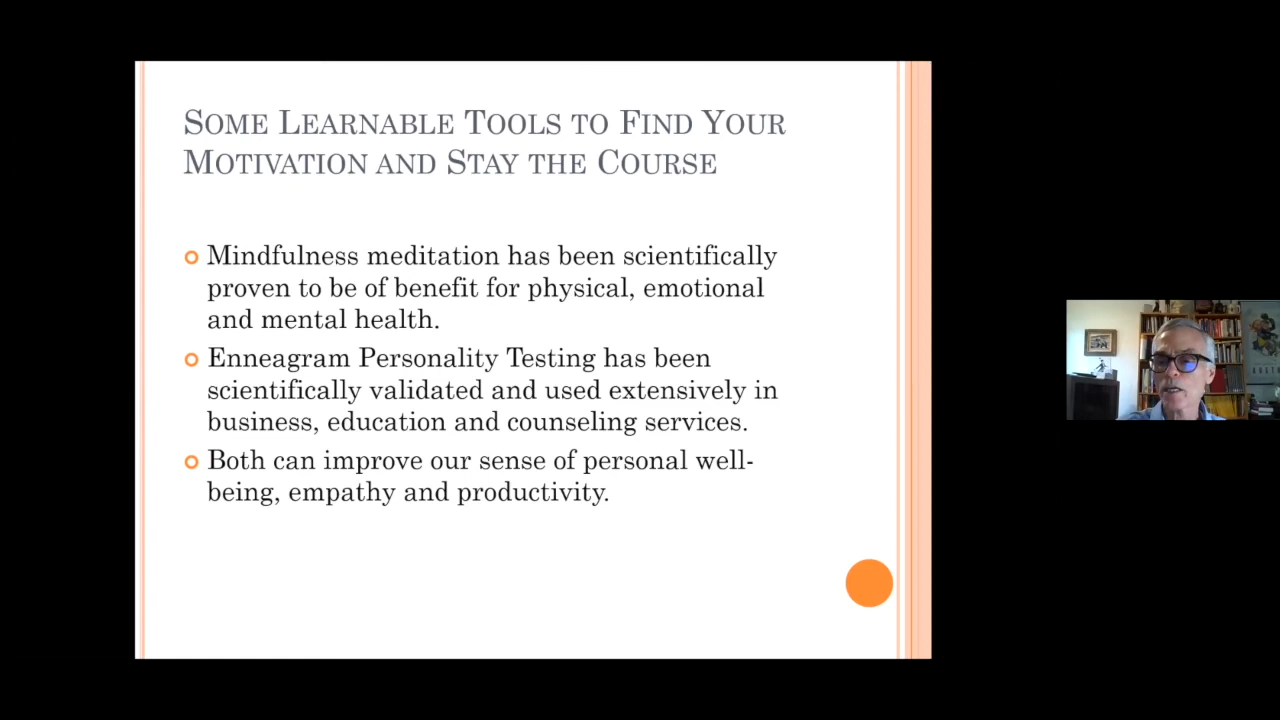 Some Learnable Tools to Find Your
Motivation and Stay the Course
Mindfulness meditation has been scientifically
proven to be of benefit for physical, emotional
and mental health.
Enneagram Personality Testing has been
scientifically validated and used extensively in
business, education and counseling services.
Both can improve our sense of personal well-
being, empathy and productivity.